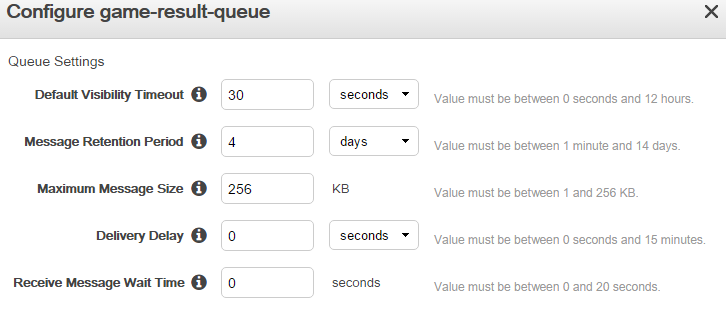 Configure game-result-queue
Queue Settings
Default Visibility Timeout 30 seconds Value must be between 0 seconds and 12 hours.
Message Retention Period 4 days Value must be between 1 minute and 14 days.
Maximum Message Size 256 KB Value must be between 1 and 256 KB.
Delivery Delay 0 seconds Value must be between 0 seconds and 15 minutes.
Receive Message Wait Time 0 seconds Value must be between 0 and 20 seconds.